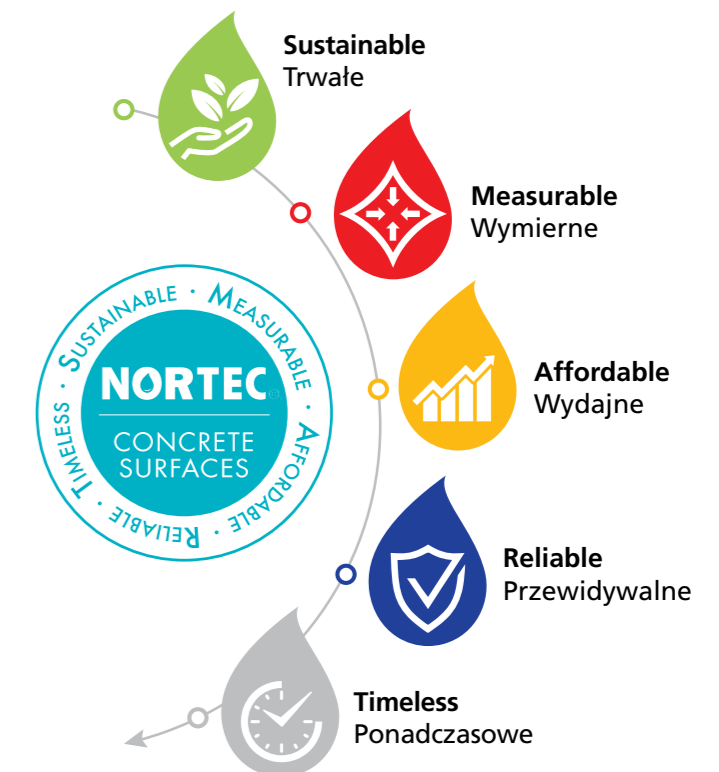 Sustainable
Trwałe
Measurable
Wymierne
SUSTAINABLE · MEASURABLE · AFFORDABLE · RELIABLE · TIMELESS ·
NORTEC®
CONCRETE
SURFACES
Affordable
Wydajne
Reliable
Przewidywalne
Timeless
Ponadczasowe